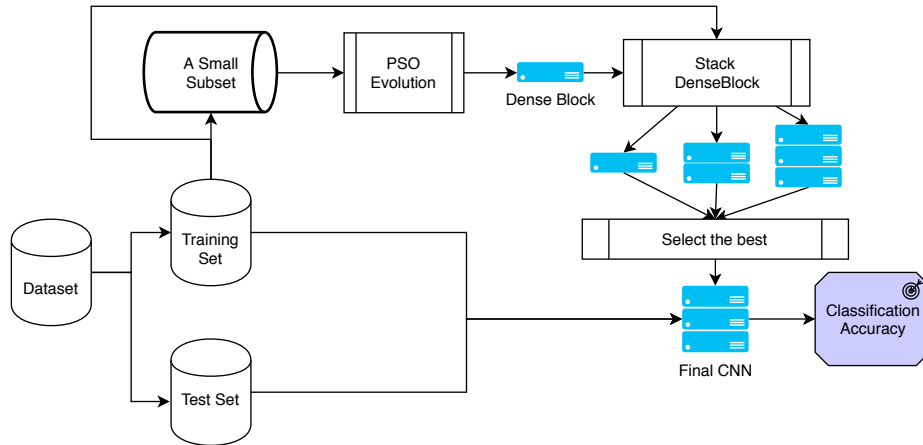 A Small
Subset
PSO
Evolution
Dense Block
Stack
DenseBlock
Training
Set
Select the best
Dataset
Classification
Accuracy
Final CNN
Test Set